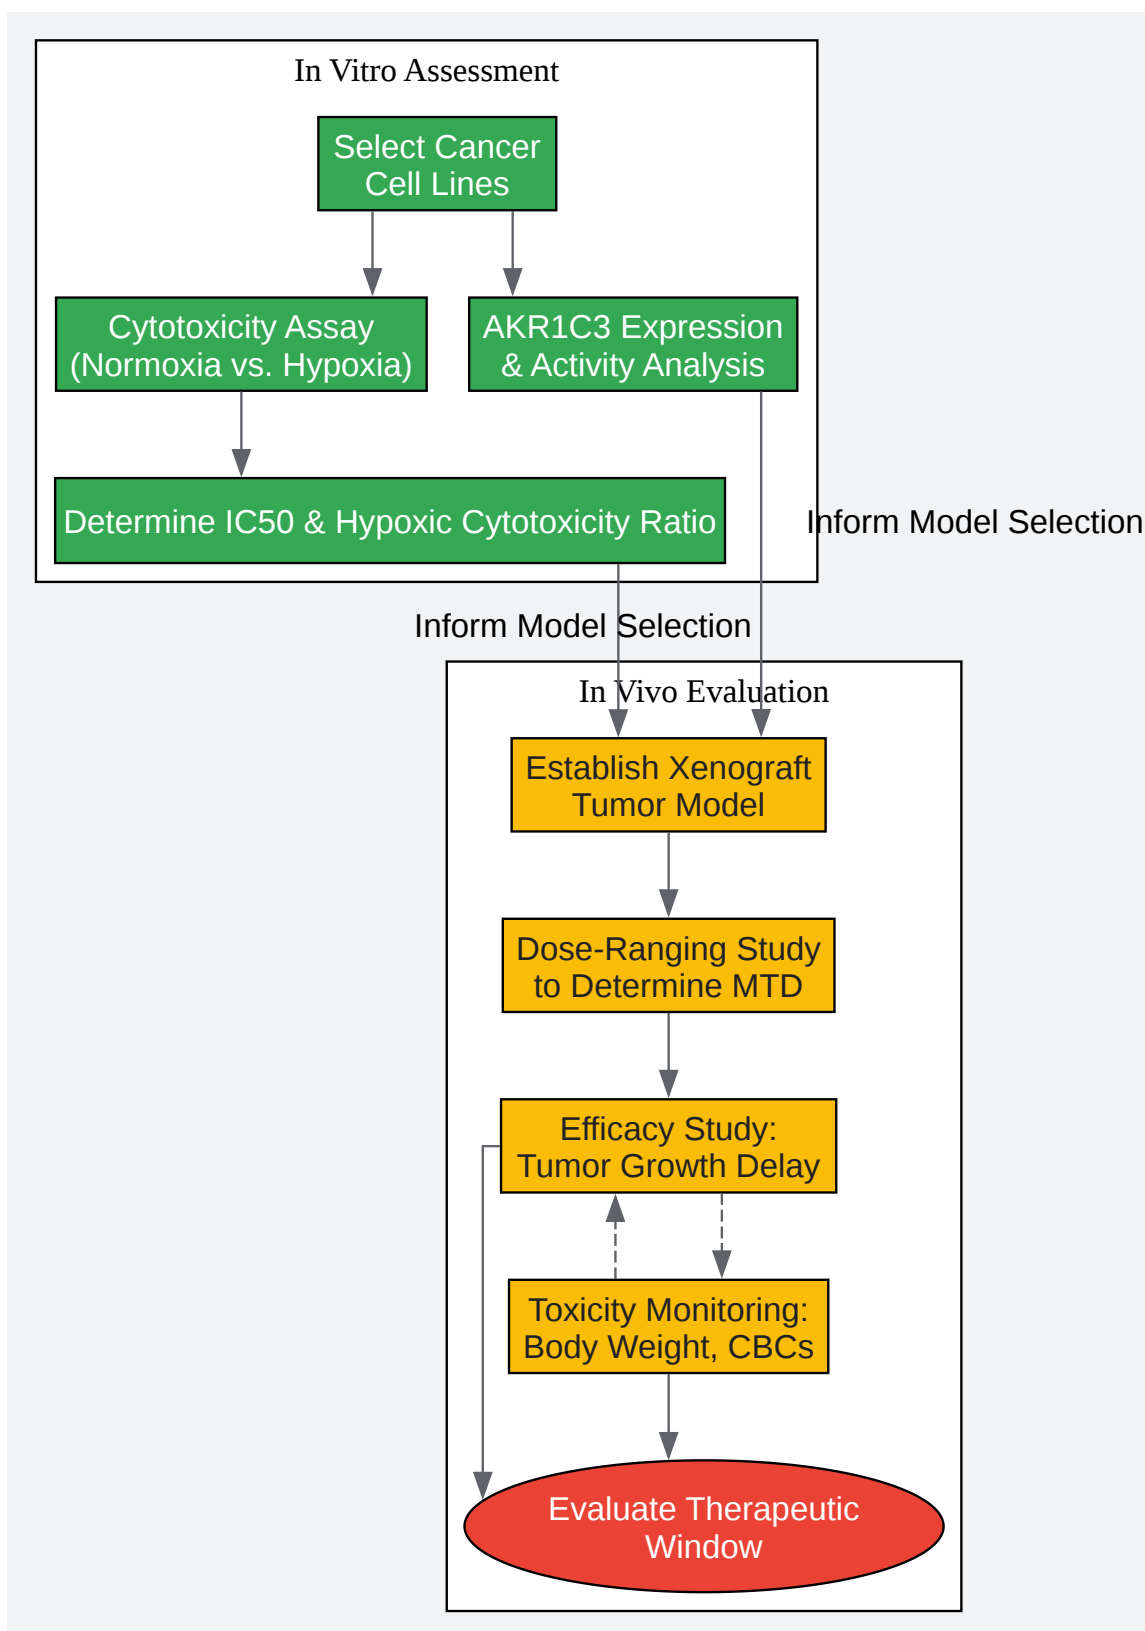 In Vitro Assessment
Select Cancer
Cell Lines
Cytotoxicity Assay
(Normoxia vs. Hypoxia)
AKR1C3 Expression
& Activity Analysis
Determine IC50 & Hypoxic Cytotoxicity Ratio
Inform Model Selection
Inform Model Selection
In Vivo Evaluation
Establish Xenograft
Tumor Model
Dose-Ranging Study
to Determine MTD
Efficacy Study:
Tumor Growth Delay
Toxicity Monitoring:
Body Weight, CBCs
Evaluate Therapeutic
Window